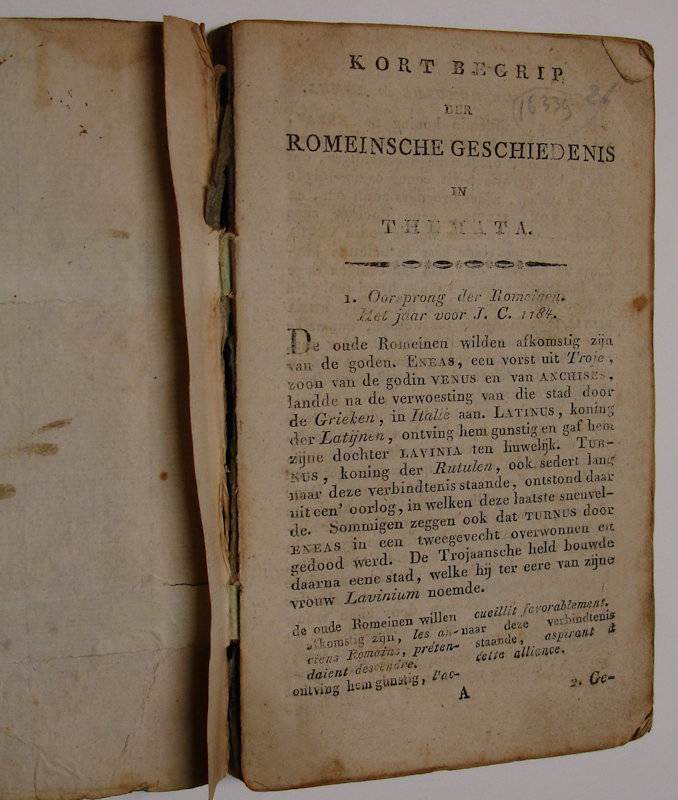 KORT BEGRIP
DER
ROMEINSCHE GESCHIEDENIS
IN
THEMATA.
16339 26
1. Oorsprong der Romeinen.
Het jaar voor J. C. 1184.
De oude Romeinen wilden afkomstig zijn
van de goden. ENEAS, een vorst uit Troje,
zoon van de godin VENUS en van ANCHISES,
landde na de verwoesting van die stad door
de Grieken, in Italië aan. LATINUS, koning
der Latijnen, ontving hem gunstig en gaf hem
zijne dochter LAVINIA ten huwelijk. TUR-
NUS, koning der Rutulen, ook sedert lang
naar deze verbindtenis staande, ontstond daar
uit een' oorlog, in welken deze laatste sneuvel-
de. Sommigen zeggen ook dat TURNUS door
ENEAS in een tweegevecht overwonnen en
gedood werd. De Trojaansche held bouwde
daarna eene stad, welke hij ter eere van zijne
vrouw Lavinium noemde.
de oude Romeinen willen
afkomstig zijn, les an-
ciens Romains, préten-
daient descendre.
ontving hem gunstig, l'ac-
cueillit favorablement.
naar deze verbindtenis
staande, aspirant à
cette alliance.
A
2. Ge-